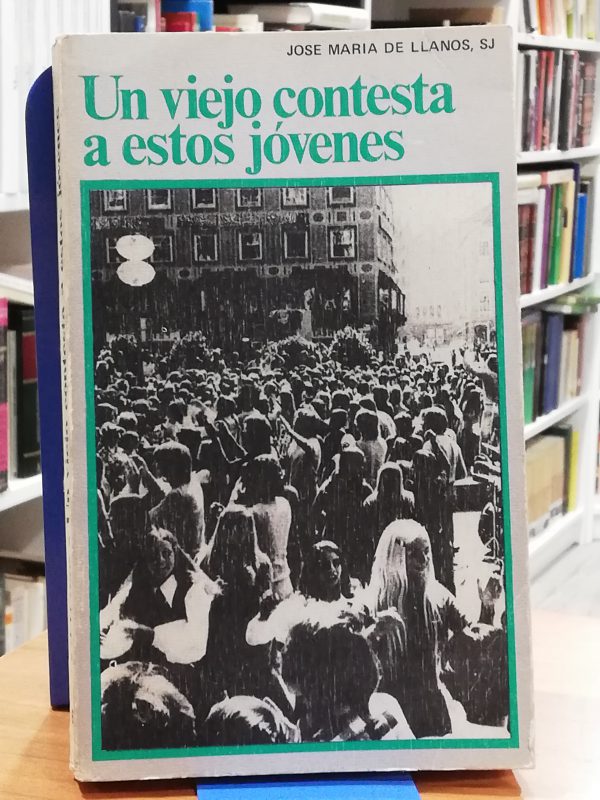 JOSE MARIA DE LLANOS, SJ
Un viejo contesta
a estos jóvenes